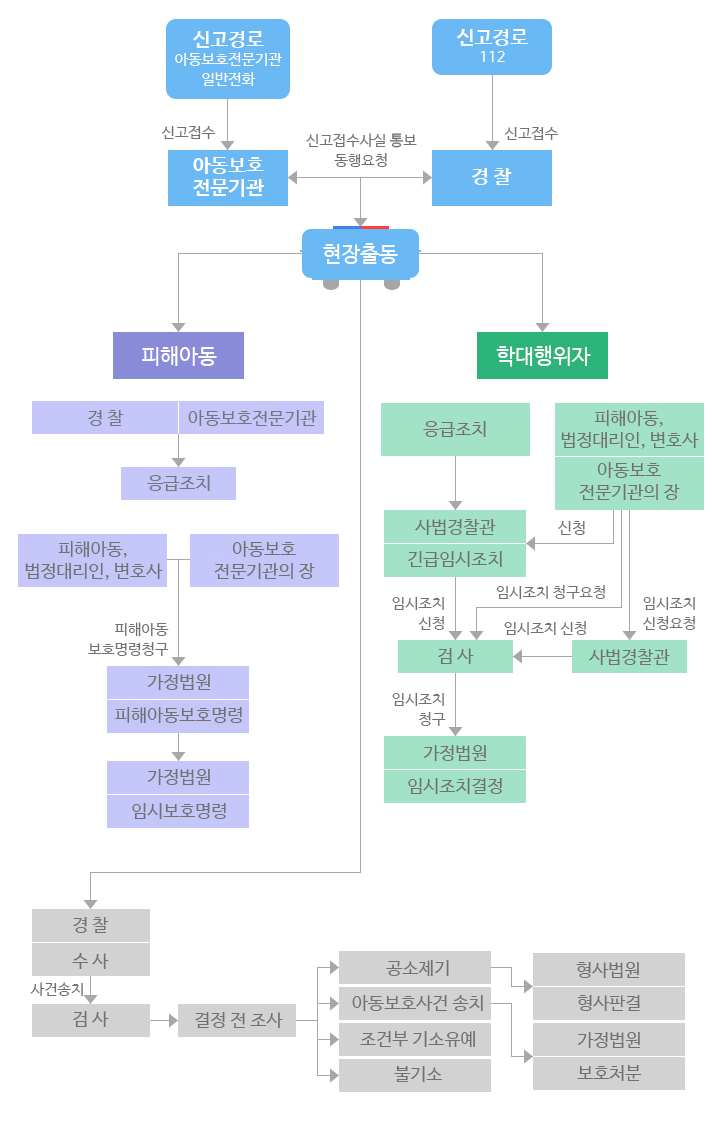 신고경로
아동보호전문기관
일반전화
신고경로
112
신고접수
신고접수사실 통보
동행요청
신고접수
아동보호
전문기관
경 찰
현장출동
피해아동
학대행위자
경 찰
아동보호전문기관
응급조치
피해아동,
법정대리인, 변호사
아동보호
전문기관의 장
피해아동
보호명령청구
가정법원
피해아동보호명령
가정법원
임시보호명령
응급조치
피해아동,
법정대리인, 변호사
아동보호
전문기관의 장
사법경찰관
긴급임시조치
신청
임시조치
신청
임시조치 청구요청
임시조치 신청
임시조치
신청요청
검 사
사법경찰관
임시조치
청구
가정법원
임시조치결정
경 찰
수 사
사건송치
검 사
결정 전 조사
공소제기
아동보호사건 송치
조건부 기소유예
불기소
형사법원
형사판결
가정법원
보호처분